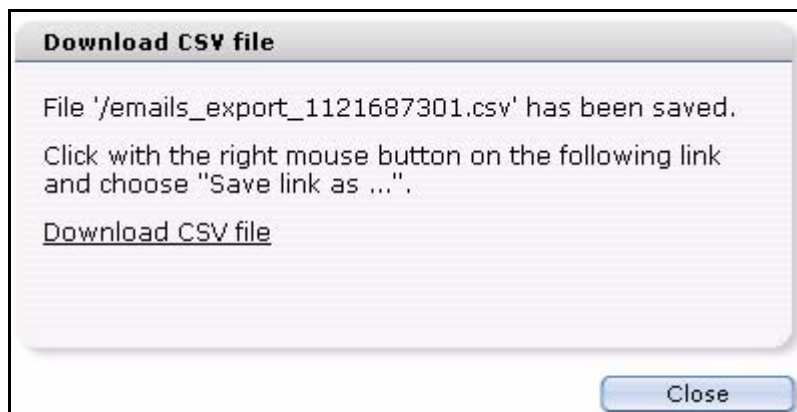 Download CSV file
File '/emails_export_1121687301.csv' has been saved.
Click with the right mouse button on the following link
and choose "Save link as ...".
Download CSV file
Close